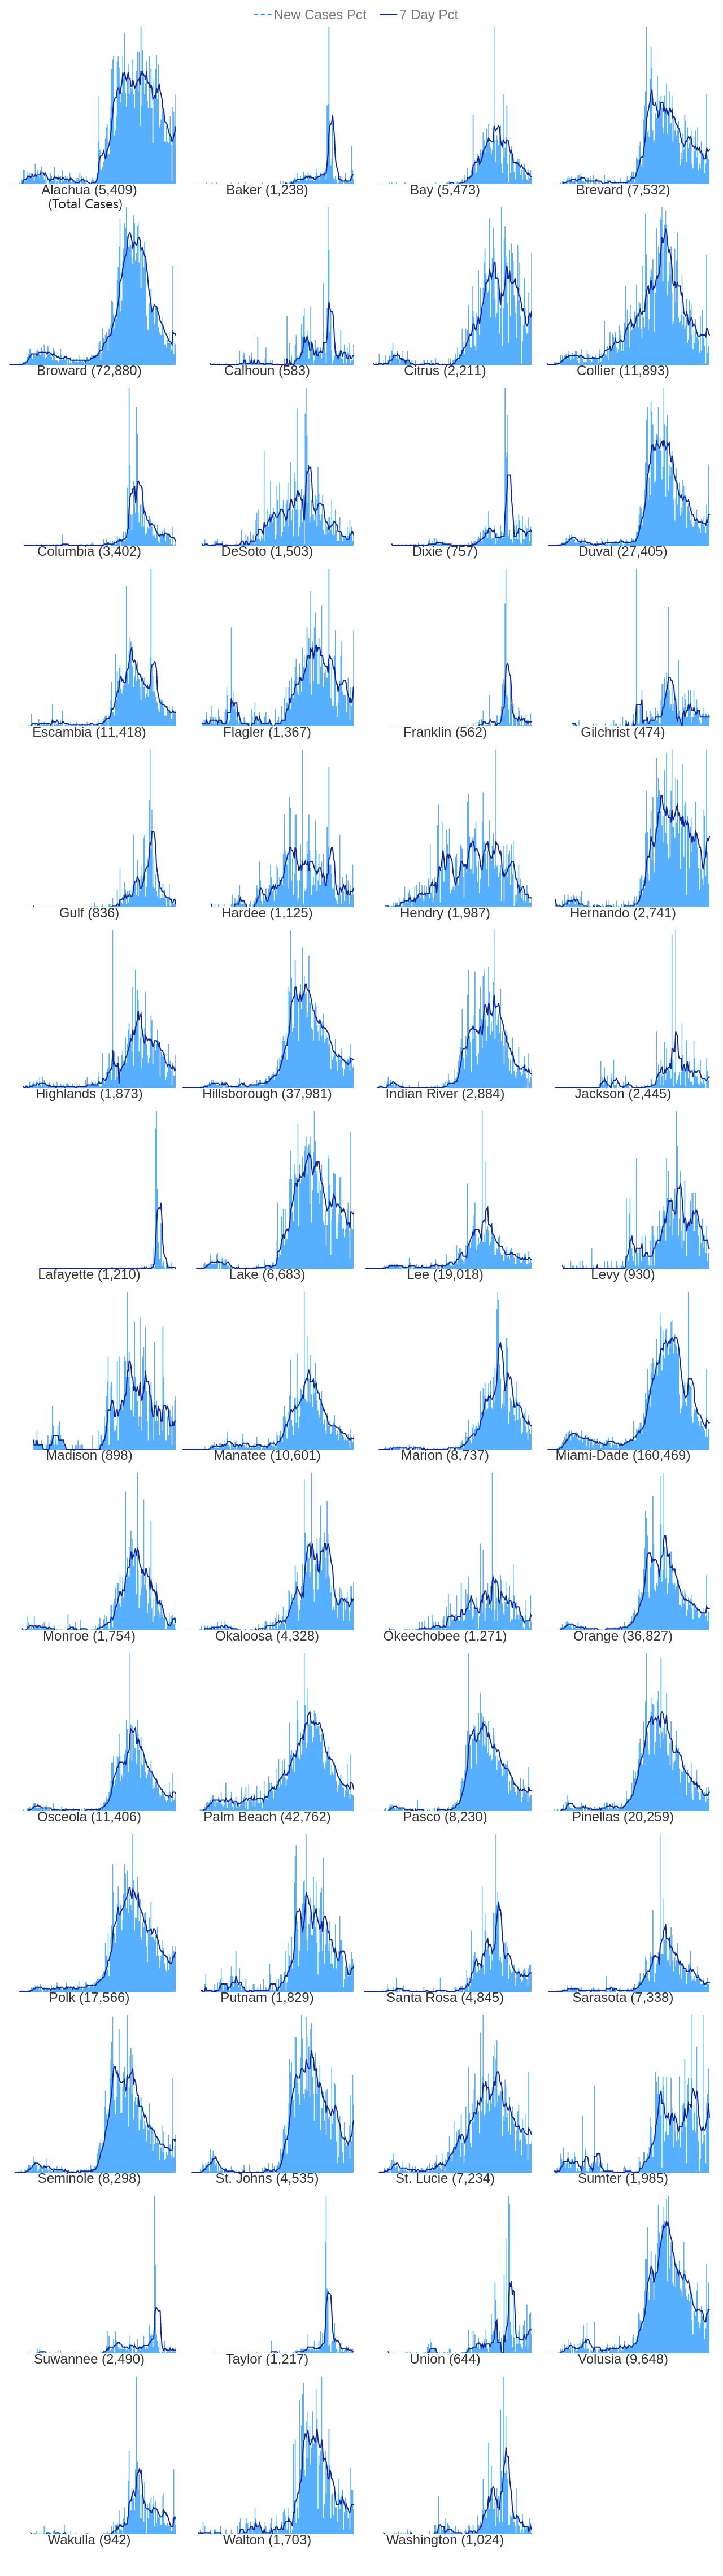 New Cases Pct 7 Day Pct
Alachua (5,409) Baker (1,238) Bay (5,473) Brevard (7,532)
(Total Cases)
Broward (72,880) Calhoun (583) Citrus (2,211) Collier (11,893)
Columbia (3,402) DeSoto (1,503) Dixie (757) Duval (27,405)
Escambia (11,418) Flagler (1,367) Franklin (562) Gilchrist (474)
Gulf (836) Hardee (1,125) Hendry (1,987) Hernando (2,741)
Highlands (1,873) Hillsborough (37,981) Indian River (2,884) Jackson (2,445)
Lafayette (1,210) Lake (6,683) Lee (19,018) Levy (930)
Madison (898) Manatee (10,601) Marion (8,737) Miami-Dade (160,469)
Monroe (1,754) Okaloosa (4,328) Okeechobee (1,271) Orange (36,827)
Osceola (11,406) Palm Beach (42,762) Pasco (8,230) Pinellas (20,259)
Polk (17,566) Putnam (1,829) Santa Rosa (4,845) Sarasota (7,338)
Seminole (8,298) St. Johns (4,535) St. Lucie (7,234) Sumter (1,985)
Suwannee (2,490) Taylor (1,217) Union (644) Volusia (9,648)
Wakulla (942) Walton (1,703) Washington (1,024)